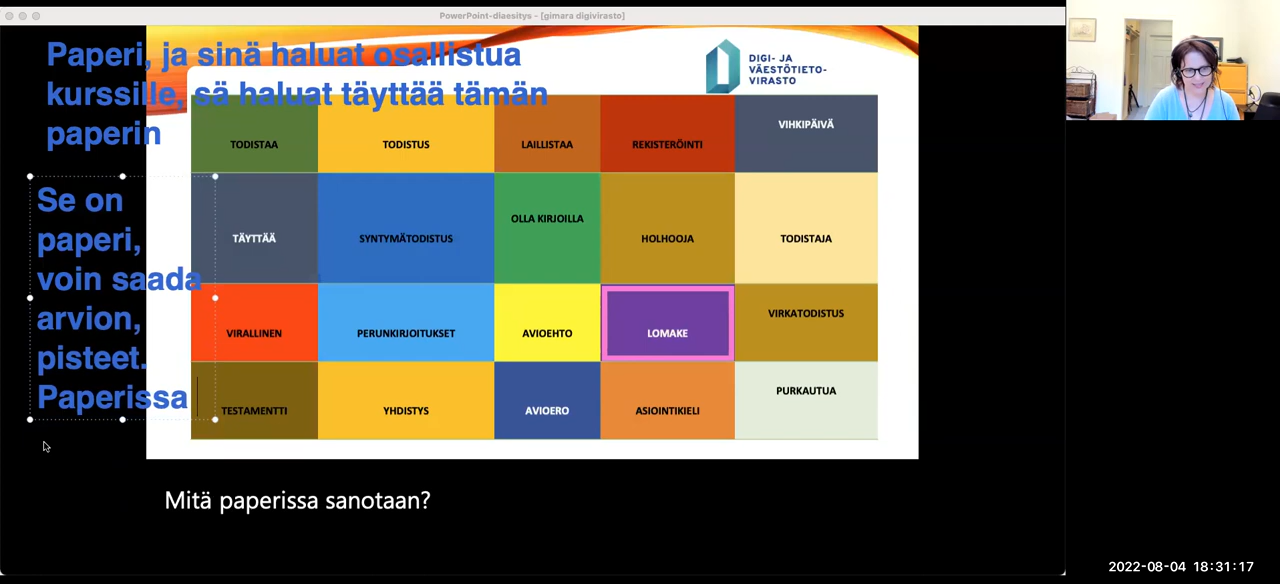 PowerPoint-diaesitys - [gimara digivirasto]
Paperi, ja sinä haluat osallistua
kurssille, sä haluat täyttää tämän
paperin
DIGI- JA
VÄESTÖTIETO-
VIRASTO
TODISTAA
TODISTUS
LAILLISTAA
REKISTERÖINTI
VIHKIPÄIVÄ
Se on
paperi,
voin saada
arvion,
pisteet.
Paperissa
TÄYTTÄÄ
SYNTYMÄTODISTUS
OLLA KIRJOILLA
HOLHOOJA
TODISTAJA
VIRALLINEN
PERUNKIRJOITUKSET
AVIOEHTO
LOMAKE
VIRKATODISTUS
TESTAMENTTI
YHDISTYS
AVIOERO
ASIOINTIKIELI
PURKAUTUA
Mitä paperissa sanotaan?
2022-08-04 18:31:17